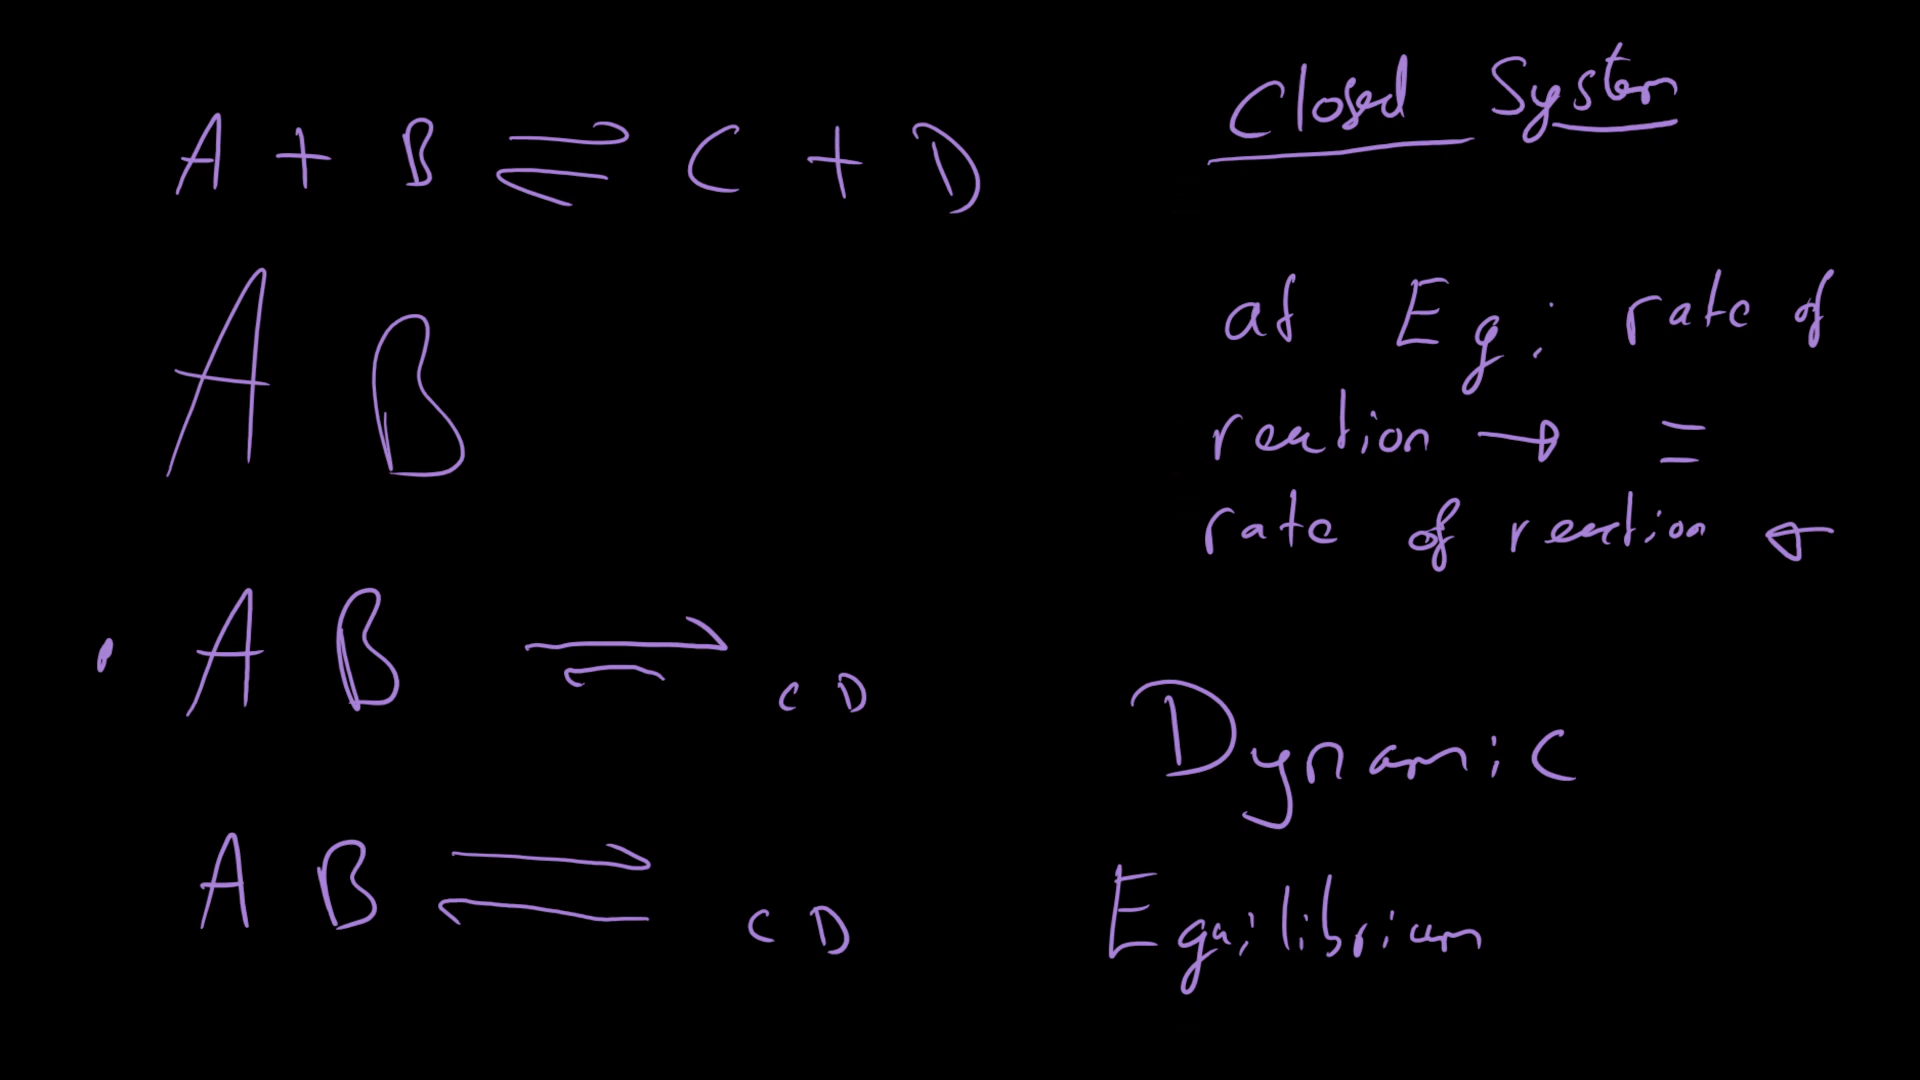 A + B ⇌ C + D
A B
A B ⇌ C D
A B ⇌ C D
Closed System
at Eq: rate of
reaction → =
rate of reaction ←
Dynamic
Equilibrium